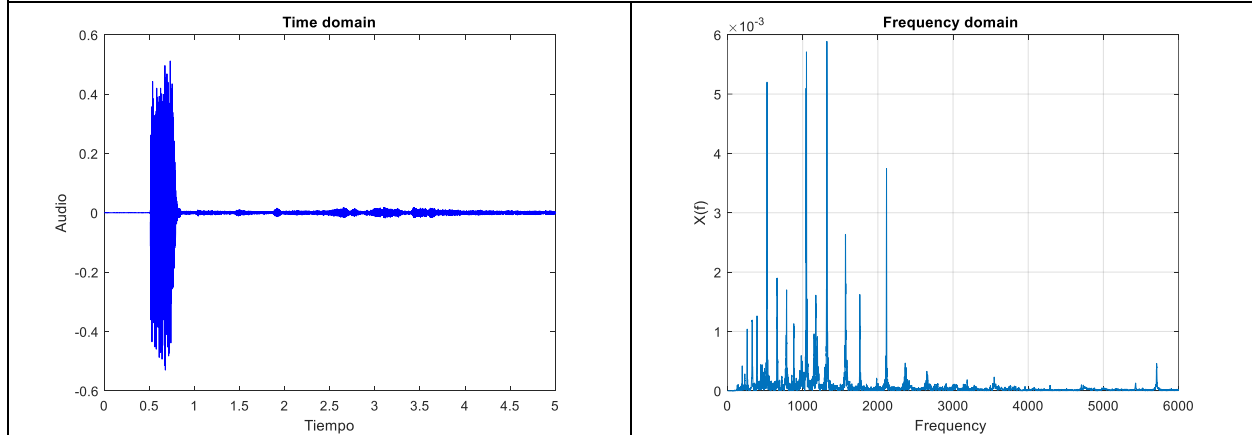 Time domain
0.6
0.4
0.2
0
-0.2
-0.4
-0.6
Audio
0 0.5 1 1.5 2 2.5 3 3.5 4 4.5 5
Tiempo
Frequency domain
×10⁻³
6
5
4
3
2
1
0
X(f)
0 1000 2000 3000 4000 5000 6000
Frequency